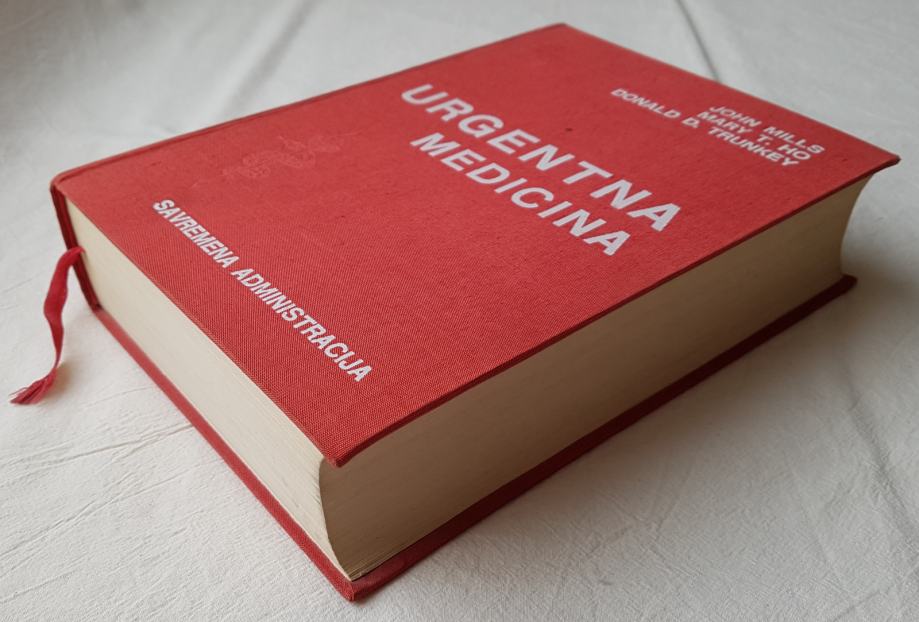 JOHN MILLS
MARY T. HO
DONALD D. TRUNKEY
URGENTNA
MEDICINA
SAVREMENA ADMINISTRACIJA